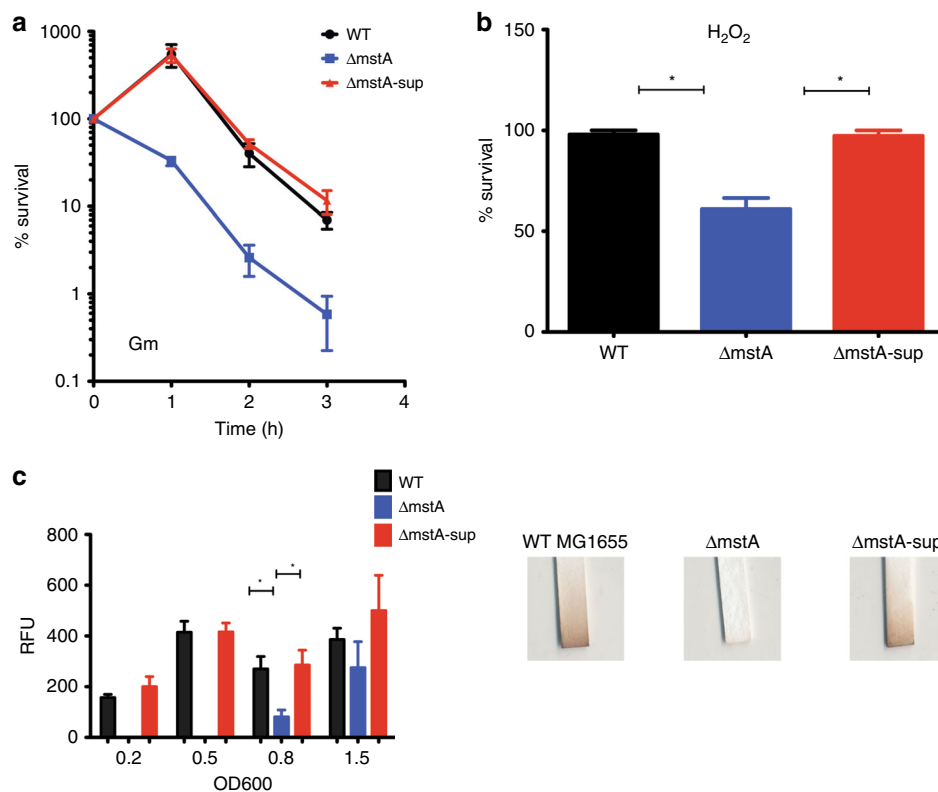 a
1000
100
10
1
0.1
% survival
Gm
0
1
2
3
4
Time (h)
WT
ΔmstA
ΔmstA-sup
b
H₂O₂
*
*
150
100
50
0
% survival
WT
ΔmstA
ΔmstA-sup
c
WT
ΔmstA
ΔmstA-sup
800
600
400
200
0
RFU
*
*
0.2
0.5
0.8
1.5
OD600
WT MG1655
ΔmstA
ΔmstA-sup